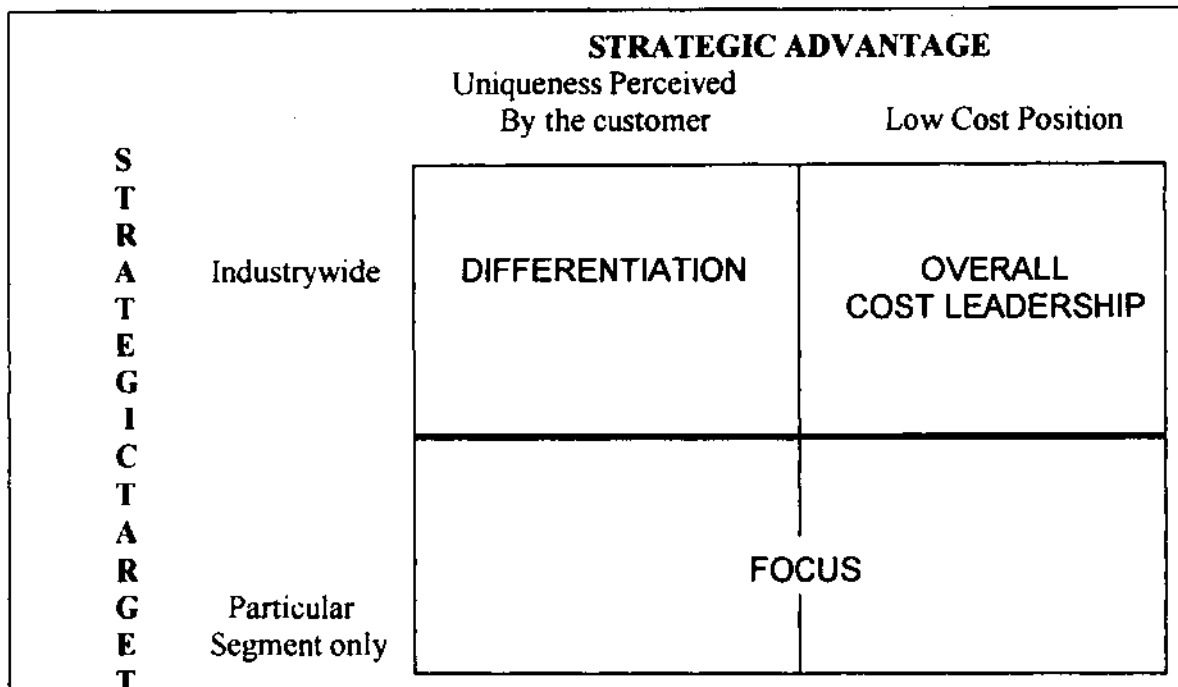 STRATEGIC ADVANTAGE
Uniqueness Perceived
By the customer
Low Cost Position
S
T
R
A
T
E
G
I
C
T
A
R
G
E
T
Industrywide
DIFFERENTIATION
OVERALL
COST LEADERSHIP
FOCUS
Particular
Segment only